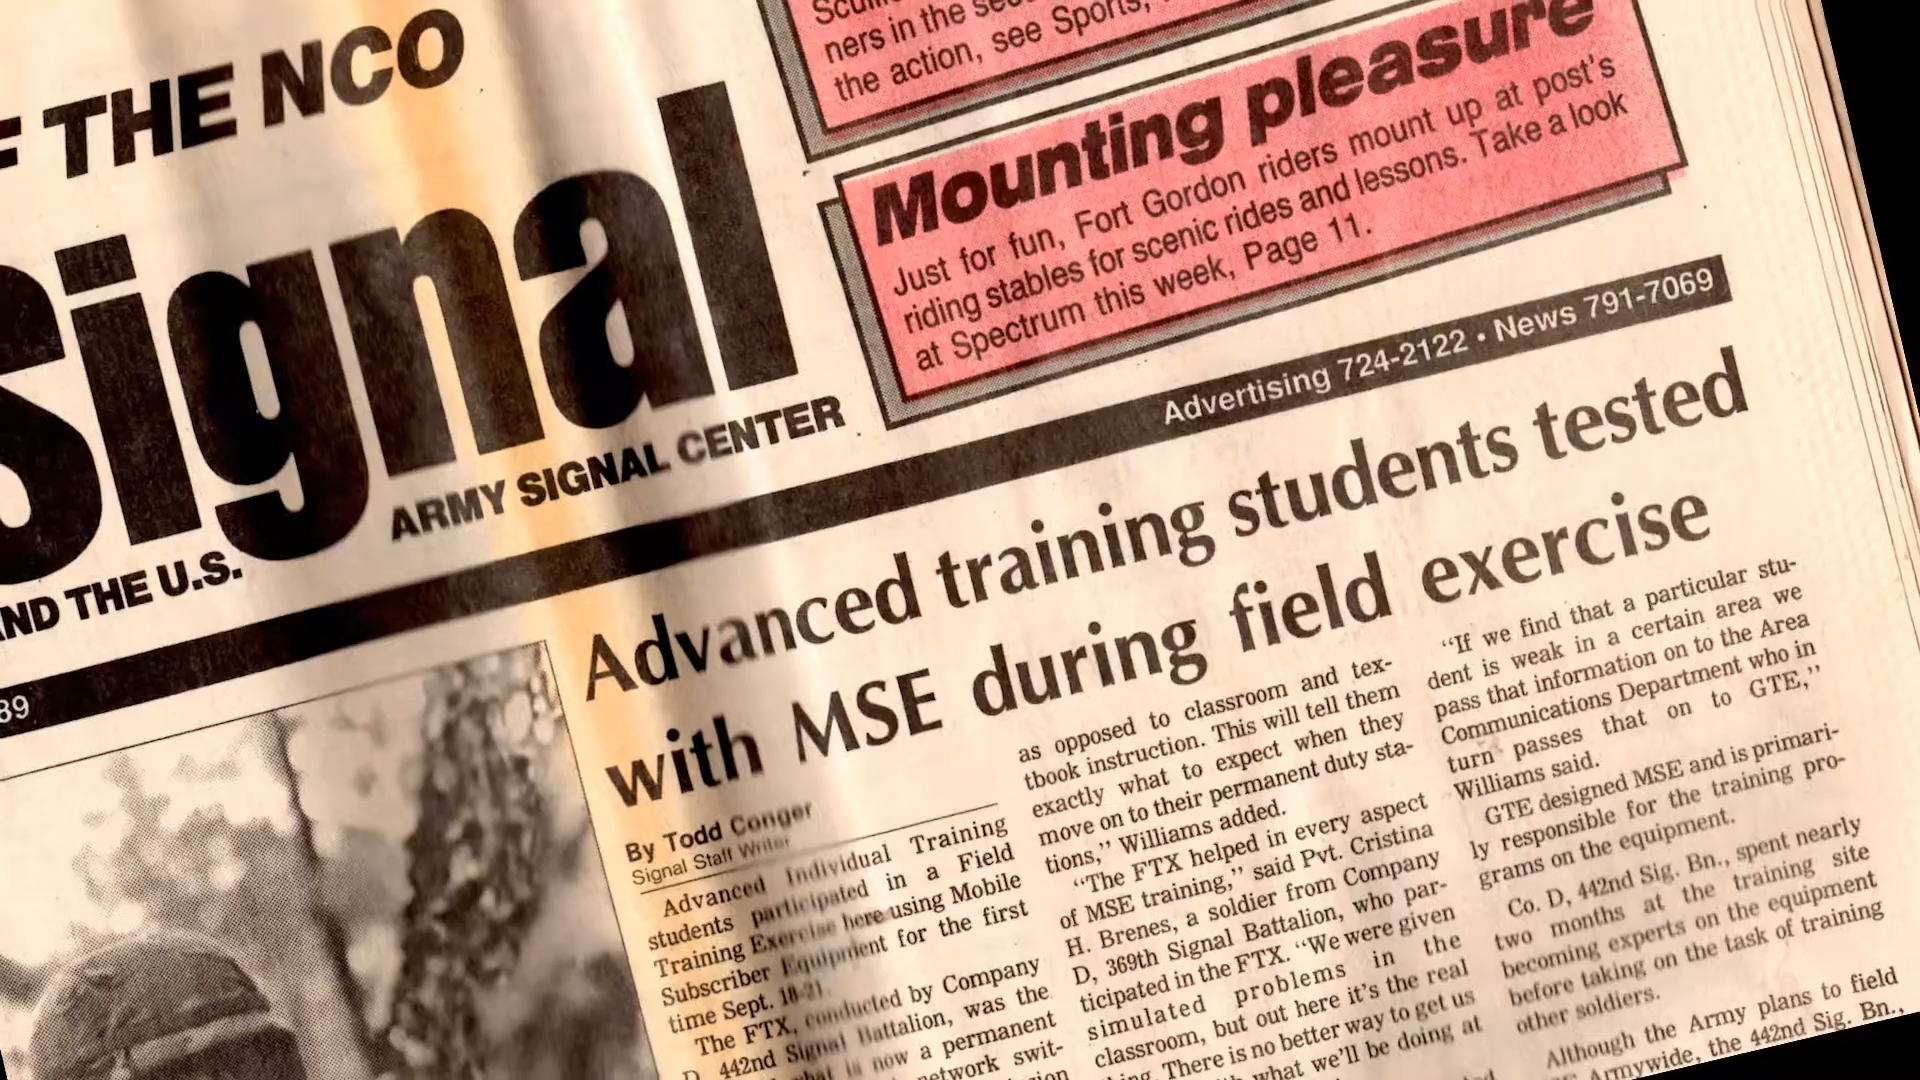 F THE NCO
Signal
AND THE U.S.
ARMY SIGNAL CENTER
89
ners in the
the action, see Sports,
Mounting pleasure
Just for fun, Fort Gordon riders mount up at post's
riding stables for scenic rides and lessons. Take a look
at Spectrum this week, Page 11.
Advertising 724-2122 • News 791-7069
Advanced training students tested
with MSE during field exercise
By Todd Conger
Signal Staff Writer
Advanced Individual Training
students participated in a Field
Training Exercise here using Mobile
Subscriber Equipment for the first
time Sept. 18-21.
The FTX, conducted by Company
D, 442nd Signal Battalion, was the
what is now a permanent
network swit-
as opposed to classroom and tex-
tbook instruction. This will tell them
exactly what to expect when they
move on to their permanent duty sta-
tions,” Williams added.
“The FTX helped in every aspect
of MSE training,” said Pvt. Cristina
H. Brenes, a soldier from Company
D, 369th Signal Battalion, who par-
ticipated in the FTX. “We were given
simulated problems in the
classroom, but out here it’s the real
thing. There is no better way to get us
what we’ll be doing at
“If we find that a particular stu-
dent is weak in a certain area we
pass that information on to the Area
Communications Department who in
turn passes that on to GTE,”
Williams said.
GTE designed MSE and is primari-
ly responsible for the training pro-
grams on the equipment.
Co. D, 442nd Sig. Bn., spent nearly
two months at the training site
becoming experts on the equipment
before taking on the task of training
other soldiers.
Although the Army plans to field
Armywide, the 442nd Sig. Bn.,